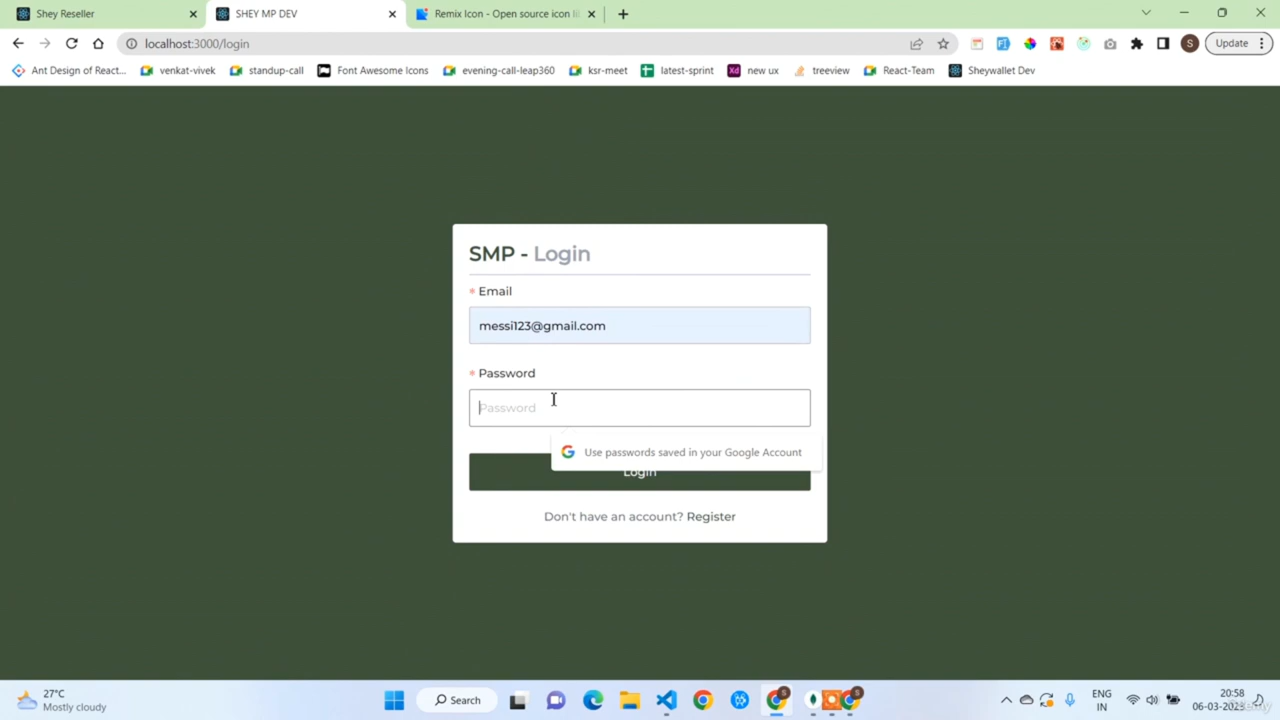 Shey Reseller
SHEY MP DEV
Remix Icon - Open source icon li
localhost:3000/login
S
Update
Ant Design of React...
venkat-vivek
standup-call
Font Awesome Icons
evening-call-leap360
ksr-meet
latest-sprint
Xd new ux
treeview
React-Team
Sheywallet Dev
SMP - Login
* Email
messi123@gmail.com
* Password
Password
G Use passwords saved in your Google Account
Login
Don't have an account? Register
27°C
Mostly cloudy
Search
ENG
IN
20:58
06-03-2023